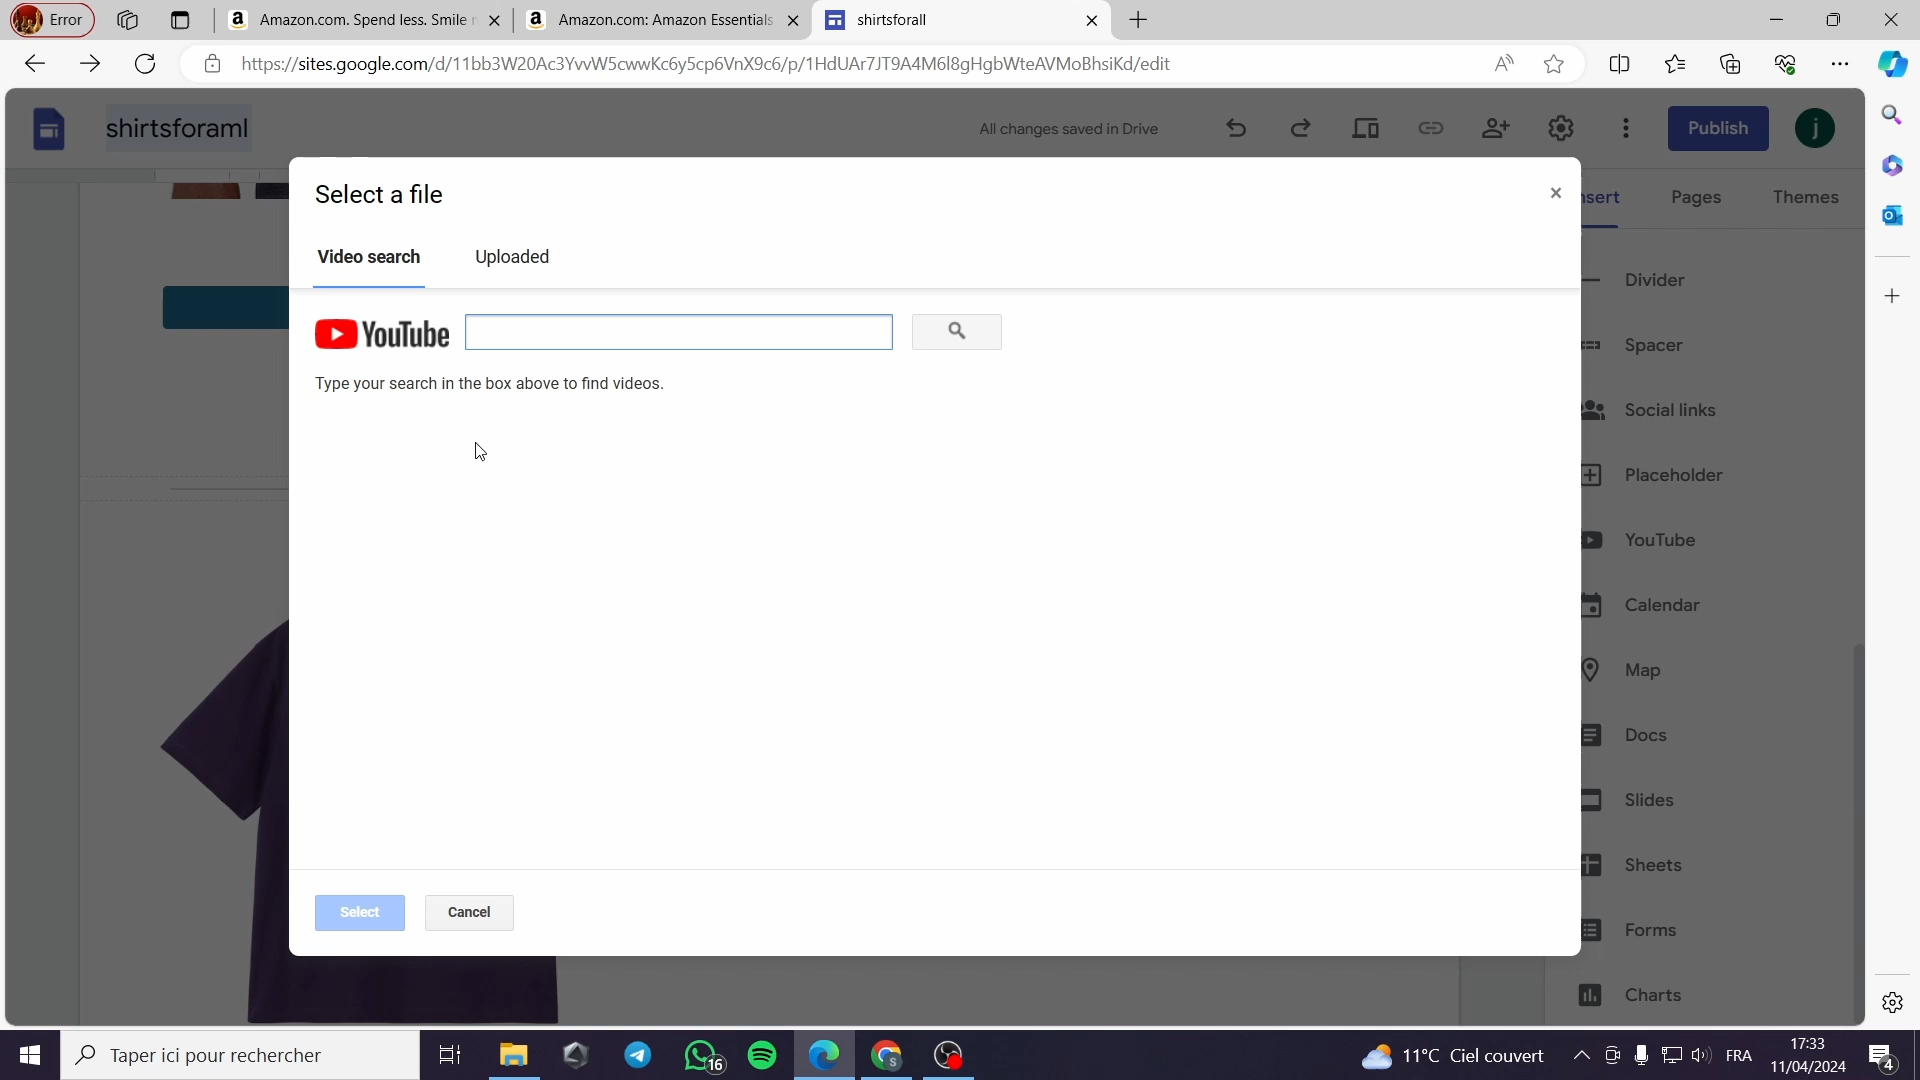 Error
Amazon.com. Spend less. Smile
Amazon.com: Amazon Essentials
shirtsforall
https://sites.google.com/d/11bb3W20Ac3YvvW5cwwKc6y5cp6VnX9c6/p/1HdUAr7JT9A4M6l8gHgbWteAVMoBhsiKd/edit
shirtsforaml
All changes saved in Drive
Publish
j
Select a file
nsert
Pages
Themes
Video search
Uploaded
YouTube
Type your search in the box above to find videos.
Divider
Spacer
Social links
Placeholder
YouTube
Calendar
Map
Docs
Slides
Sheets
Forms
Charts
Select
Cancel
Taper ici pour rechercher
16
11°C Ciel couvert
FRA
17:33
11/04/2024
4